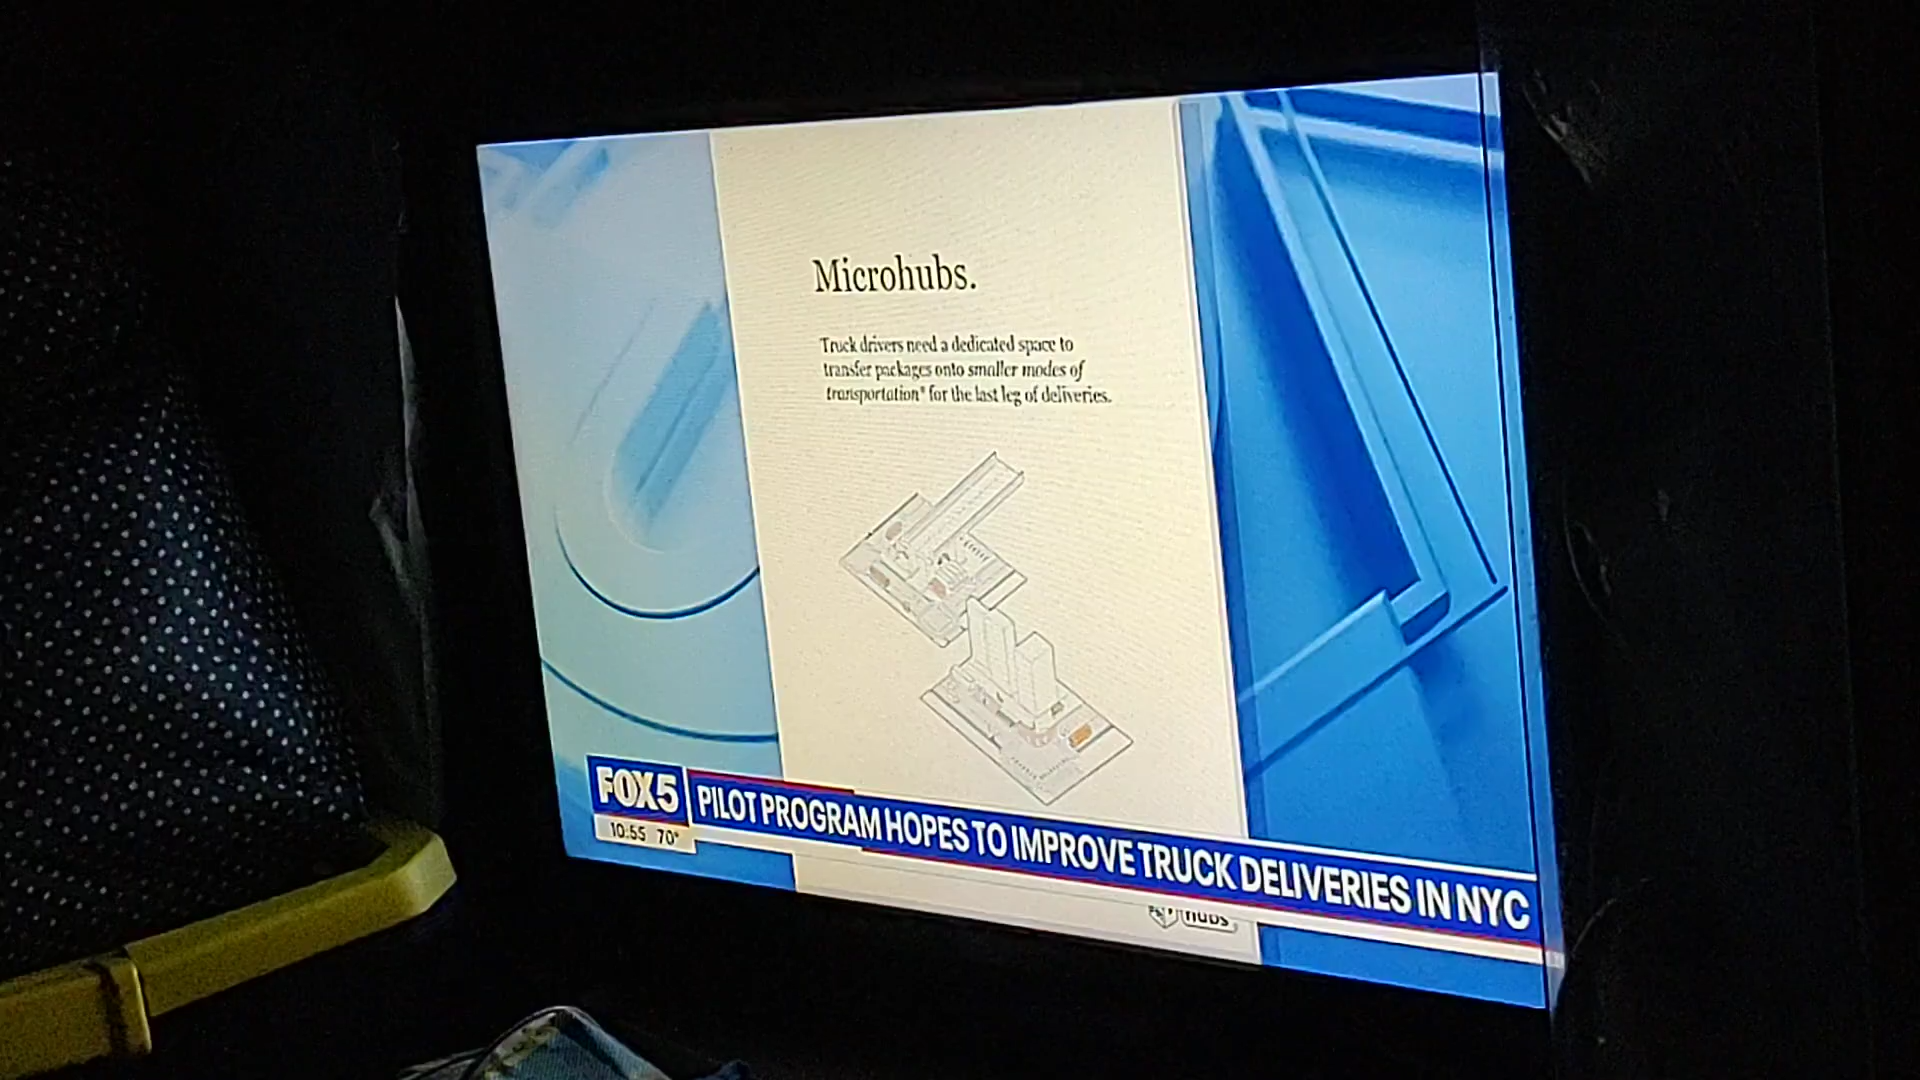 Microhubs.
Truck drivers need a dedicated space to
transfer packages onto smaller modes of
transportation* for the last leg of deliveries.
FOX5
PILOT PROGRAM HOPES TO IMPROVE TRUCK DELIVERIES IN NYC
10:55 70°
hubs